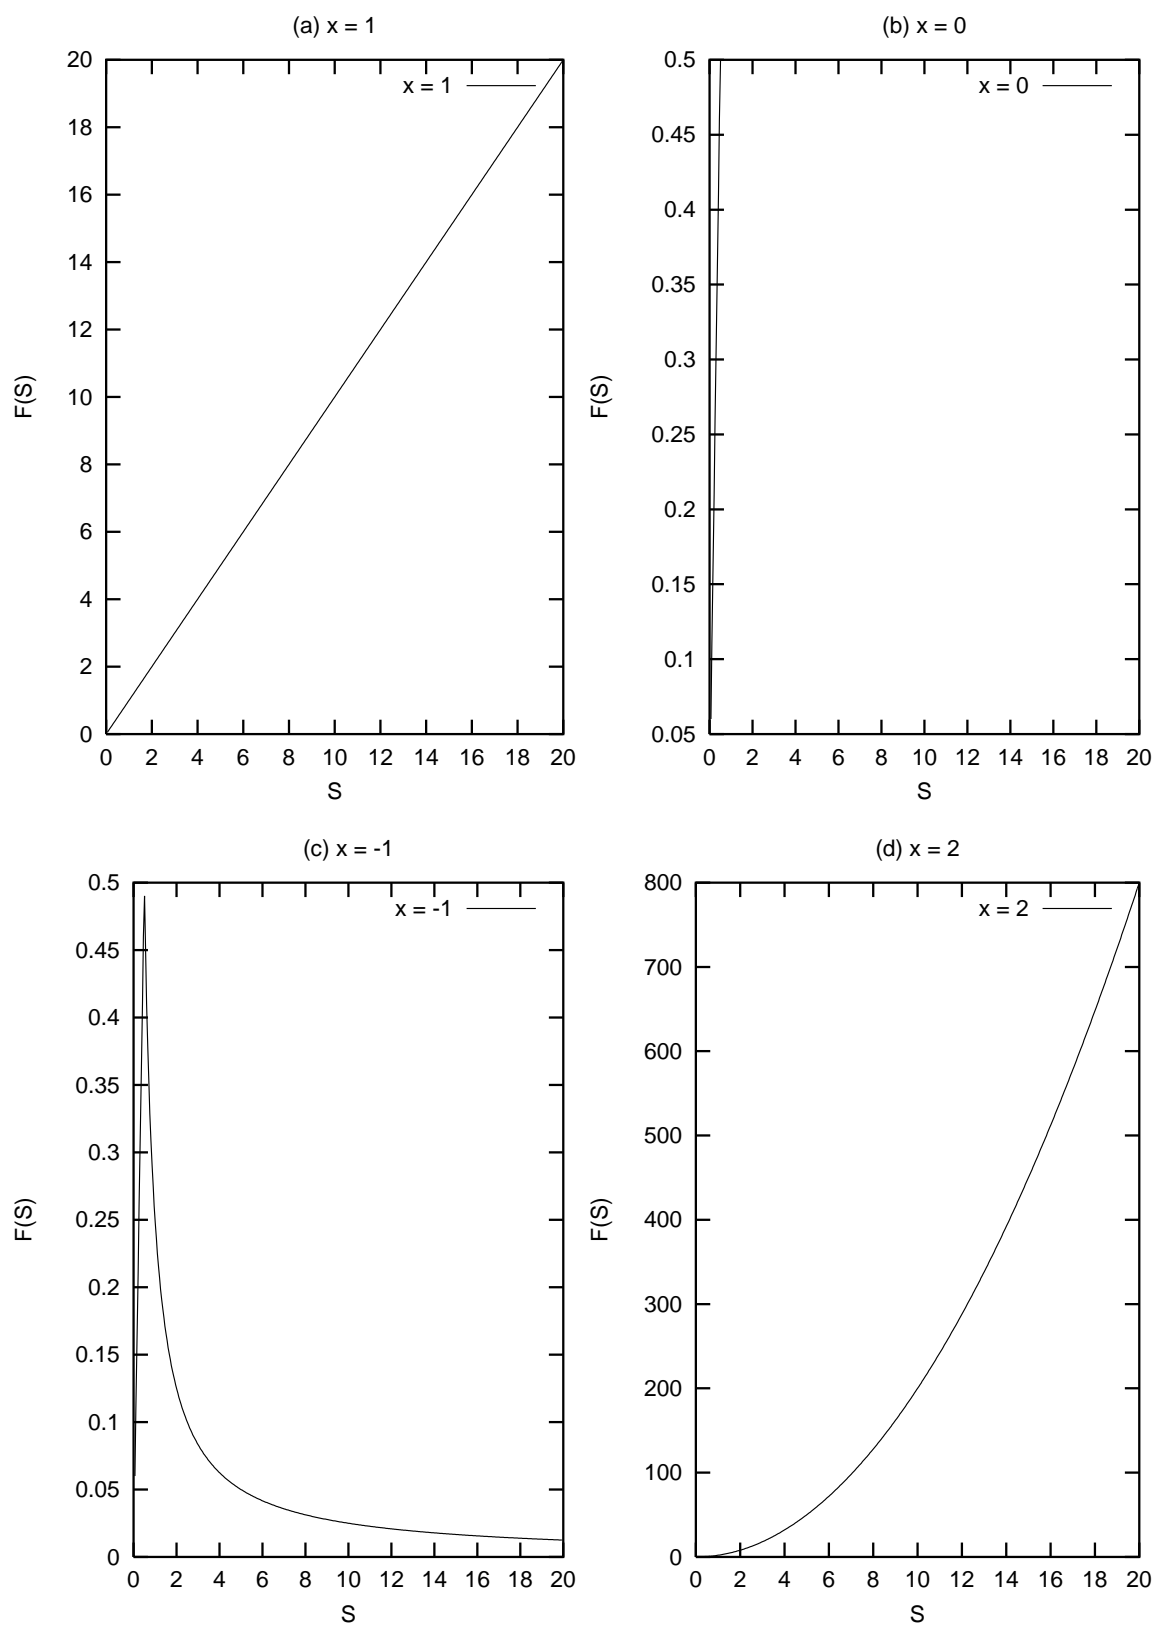 (a) x = 1
20
18
16
14
12
10
8
6
4
2
0
0 2 4 6 8 10 12 14 16 18 20
F(S)
S
x = 1
(b) x = 0
0.5
0.45
0.4
0.35
0.3
0.25
0.2
0.15
0.1
0.05
0 2 4 6 8 10 12 14 16 18 20
F(S)
S
x = 0
(c) x = -1
0.5
0.45
0.4
0.35
0.3
0.25
0.2
0.15
0.1
0.05
0
0 2 4 6 8 10 12 14 16 18 20
F(S)
S
x = -1
(d) x = 2
800
700
600
500
400
300
200
100
0
0 2 4 6 8 10 12 14 16 18 20
F(S)
S
x = 2